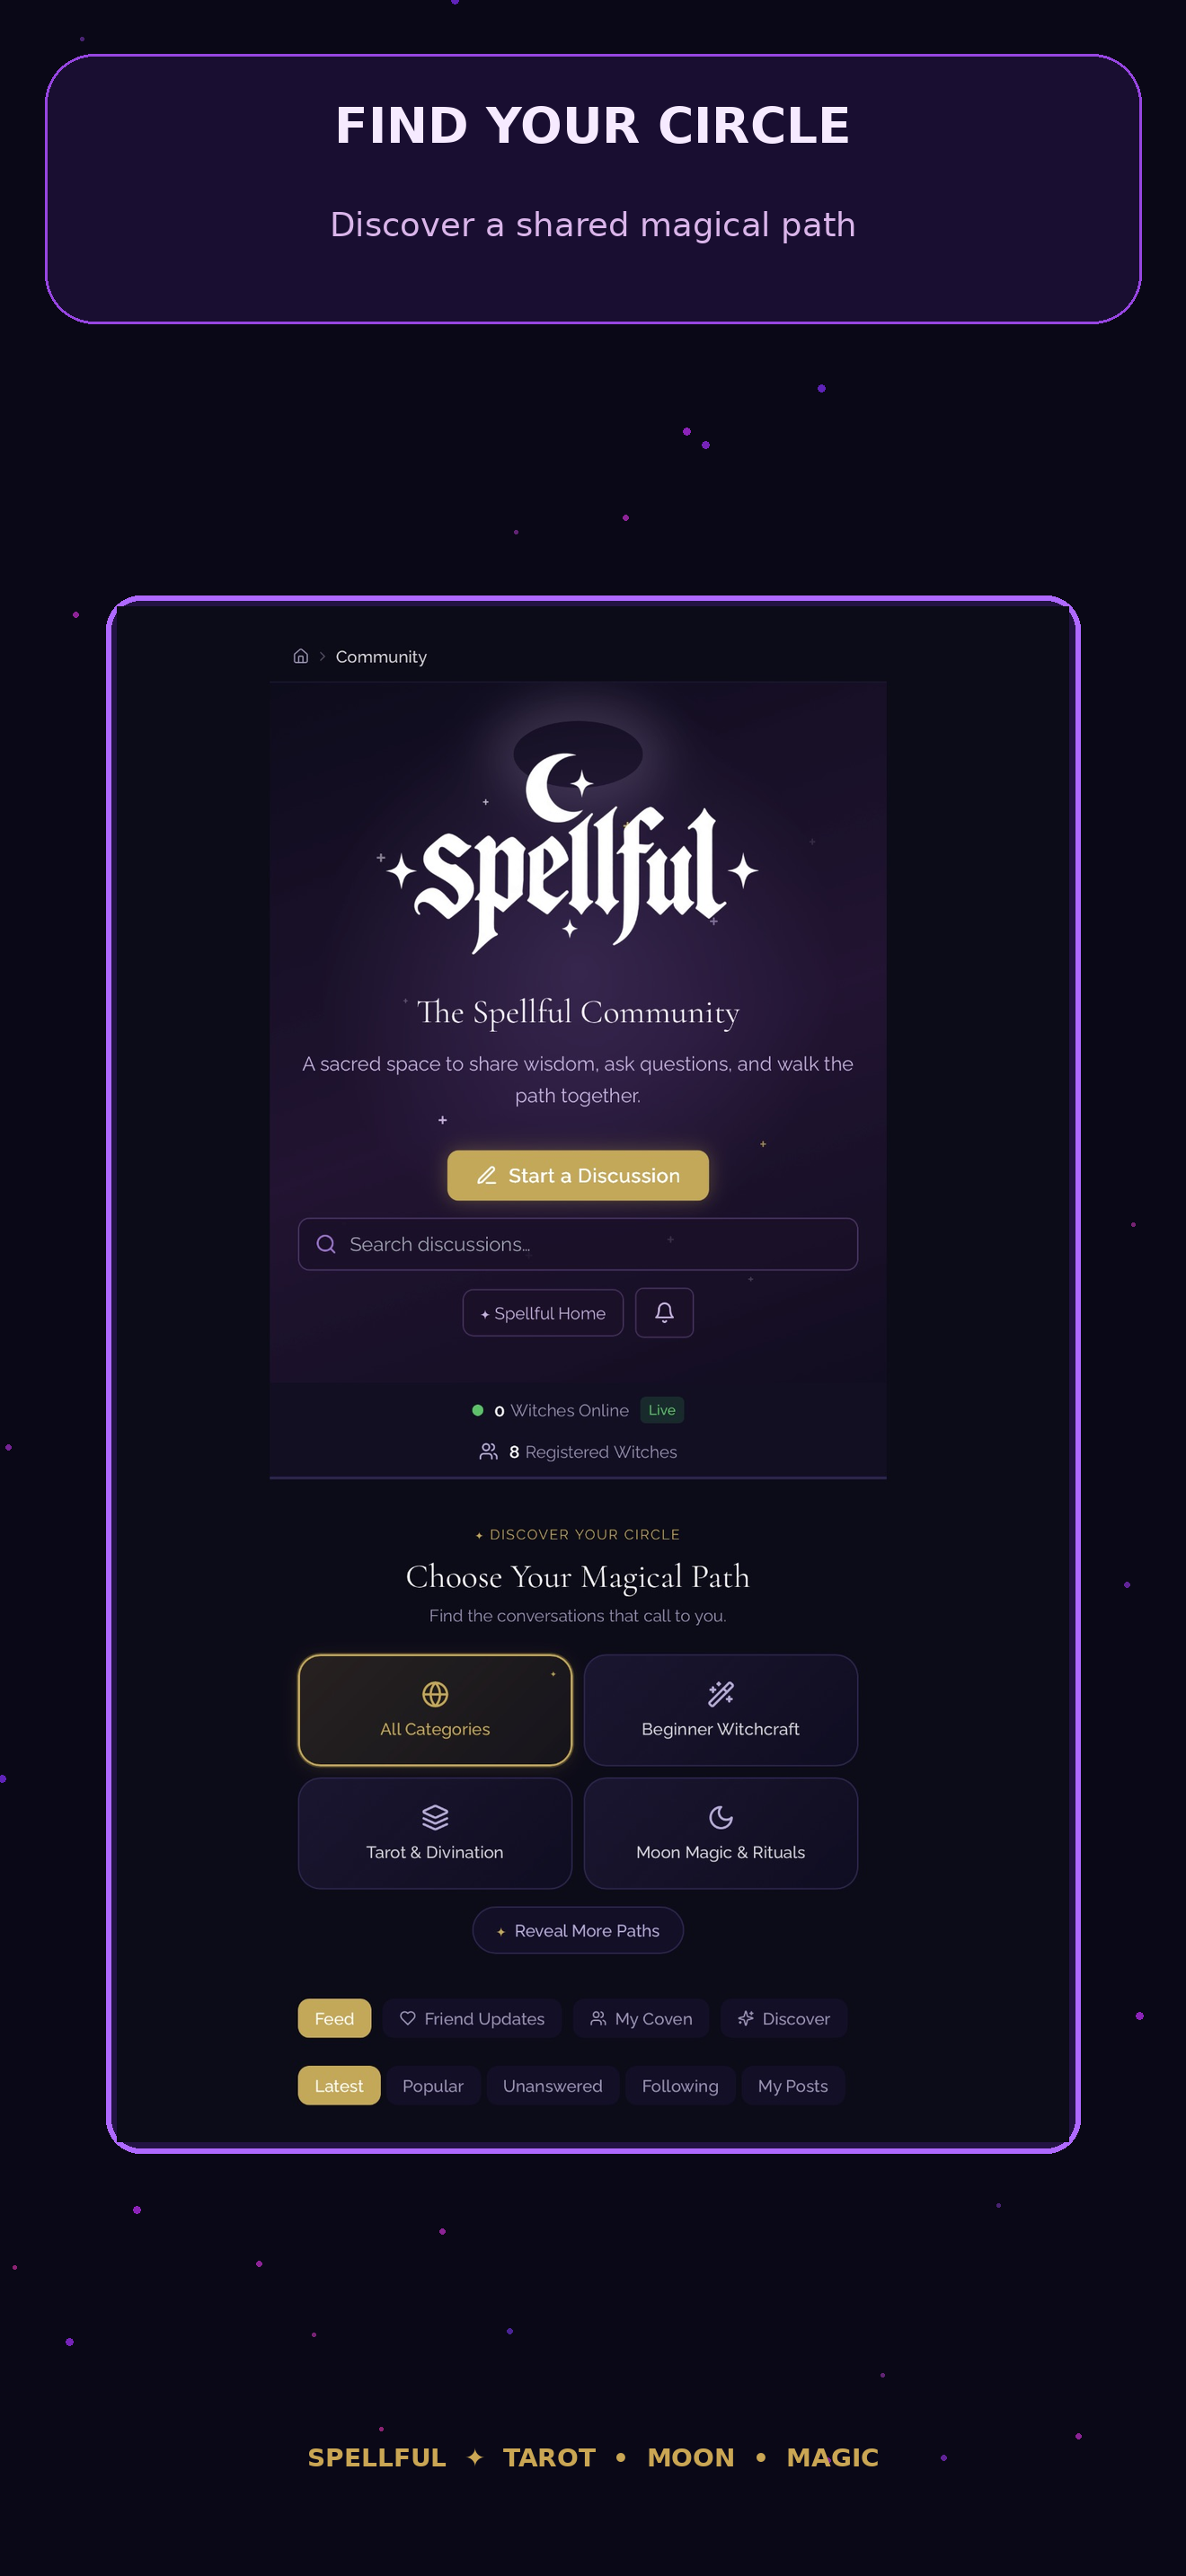 FIND YOUR CIRCLE
Discover a shared magical path
Community
spellful
The Spellful Community
A sacred space to share wisdom, ask questions, and walk the
path together.
Start a Discussion
Search discussions...
Spellful Home
0 Witches Online Live
8 Registered Witches
DISCOVER YOUR CIRCLE
Choose Your Magical Path
Find the conversations that call to you.
All Categories
Beginner Witchcraft
Tarot & Divination
Moon Magic & Rituals
Reveal More Paths
Feed Friend Updates My Coven Discover
Latest Popular Unanswered Following My Posts
SPELLFUL ✦ TAROT • MOON • MAGIC